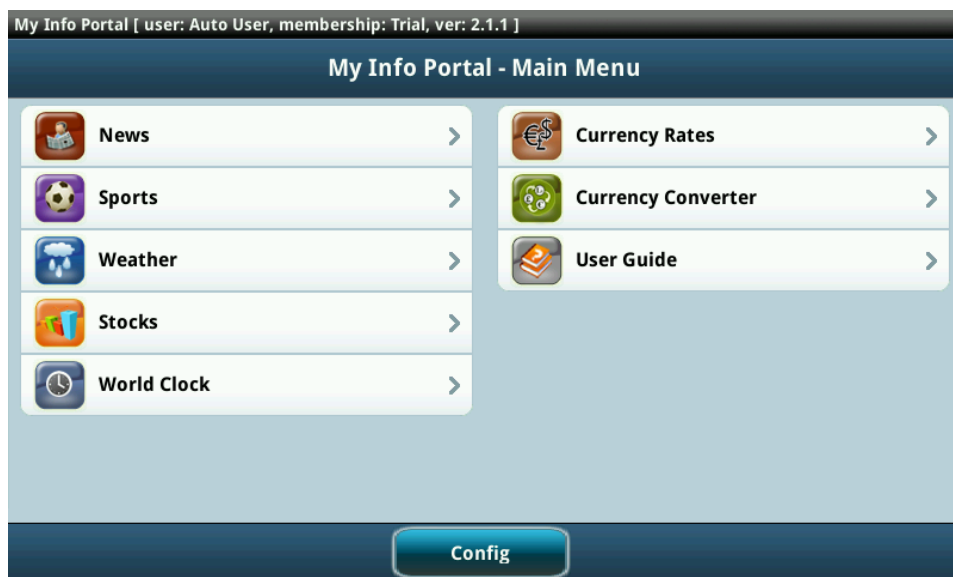 My Info Portal [ user: Auto User, membership: Trial, ver: 2.1.1 ]
My Info Portal - Main Menu
News
Sports
Weather
Stocks
World Clock
Currency Rates
Currency Converter
User Guide
Config